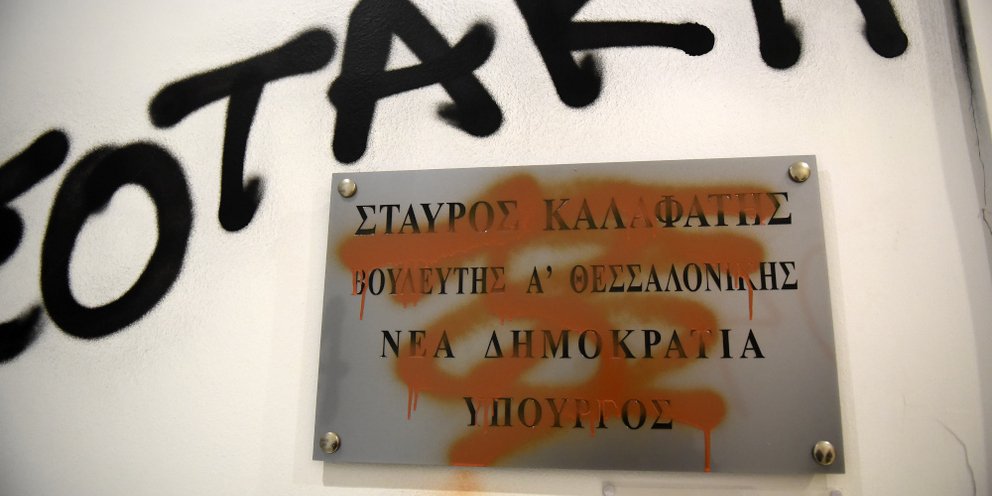 ΣΤΑΥΡΟΣ ΚΑΛΑΦΑΤΗΣ
ΒΟΥΛΕΥΤΗΣ Α' ΘΕΣΣΑΛΟΝΙΚΗΣ
ΝΕΑ ΔΗΜΟΚΡΑΤΙΑ
ΥΠΟΥΡΓΟΣ